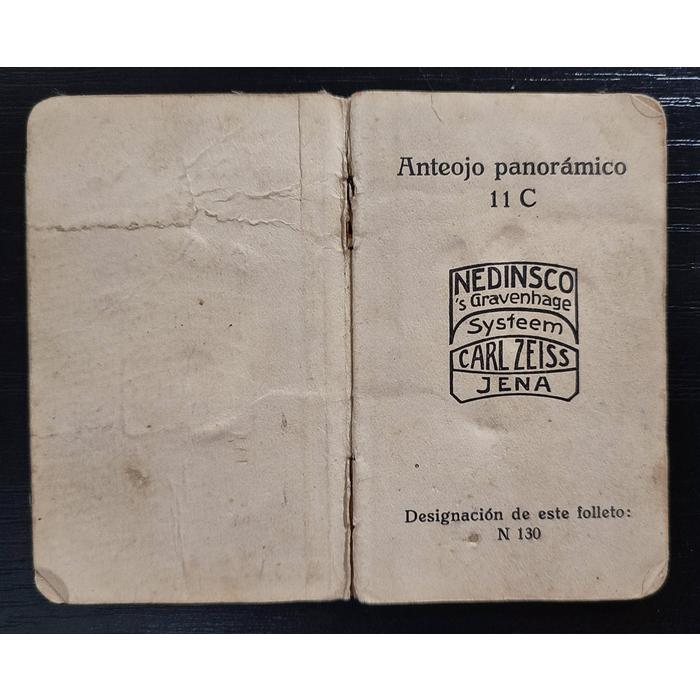 Anteojo panorámico
11 C
NEDINSCO
's Gravenhage
Systeem
CARL ZEISS
JENA
Designación de este folleto:
N 130